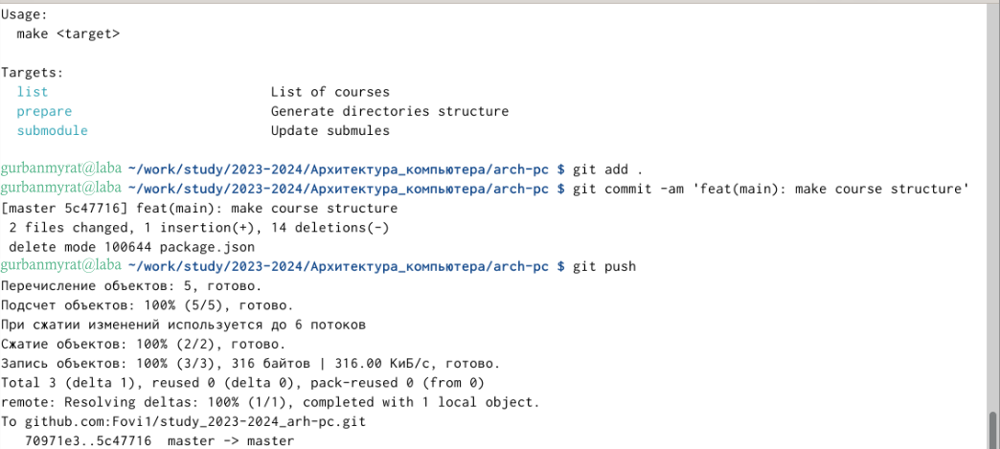 Usage:
  make <target>

Targets:
  list                            List of courses
  prepare                         Generate directories structure
  submodule                       Update submules

gurbanmyrat@laba ~/work/study/2023-2024/Архитектура_компьютера/arch-pc $ git add .
gurbanmyrat@laba ~/work/study/2023-2024/Архитектура_компьютера/arch-pc $ git commit -am 'feat(main): make course structure'
[master 5c47716] feat(main): make course structure
 2 files changed, 1 insertion(+), 14 deletions(-)
 delete mode 100644 package.json
gurbanmyrat@laba ~/work/study/2023-2024/Архитектура_компьютера/arch-pc $ git push
Перечисление объектов: 5, готово.
Подсчет объектов: 100% (5/5), готово.
При сжатии изменений используется до 6 потоков
Сжатие объектов: 100% (2/2), готово.
Запись объектов: 100% (3/3), 316 байтов | 316.00 КиБ/с, готово.
Total 3 (delta 1), reused 0 (delta 0), pack-reused 0 (from 0)
remote: Resolving deltas: 100% (1/1), completed with 1 local object.
To github.com:Fovi1/study_2023-2024_arh-pc.git
   70971e3..5c47716  master -> master